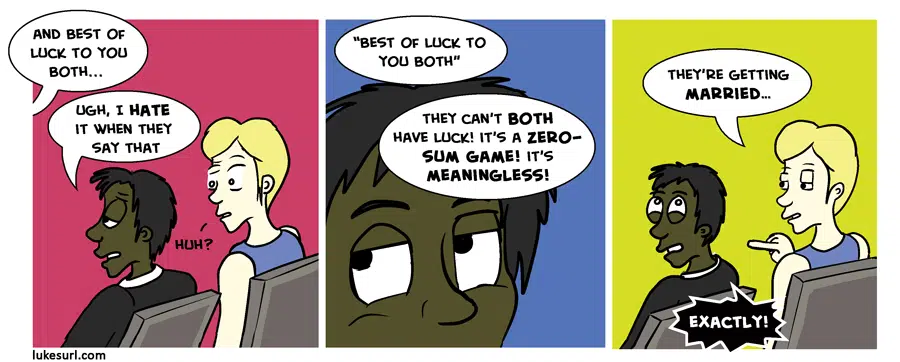 AND BEST OF
LUCK TO YOU
BOTH...
UGH, I HATE
IT WHEN THEY
SAY THAT
HUH?
"BEST OF LUCK TO
YOU BOTH"
THEY CAN'T BOTH
HAVE LUCK! IT'S A ZERO-
SUM GAME! IT'S
MEANINGLESS!
THEY'RE GETTING
MARRIED...
EXACTLY!
lukesurl.com